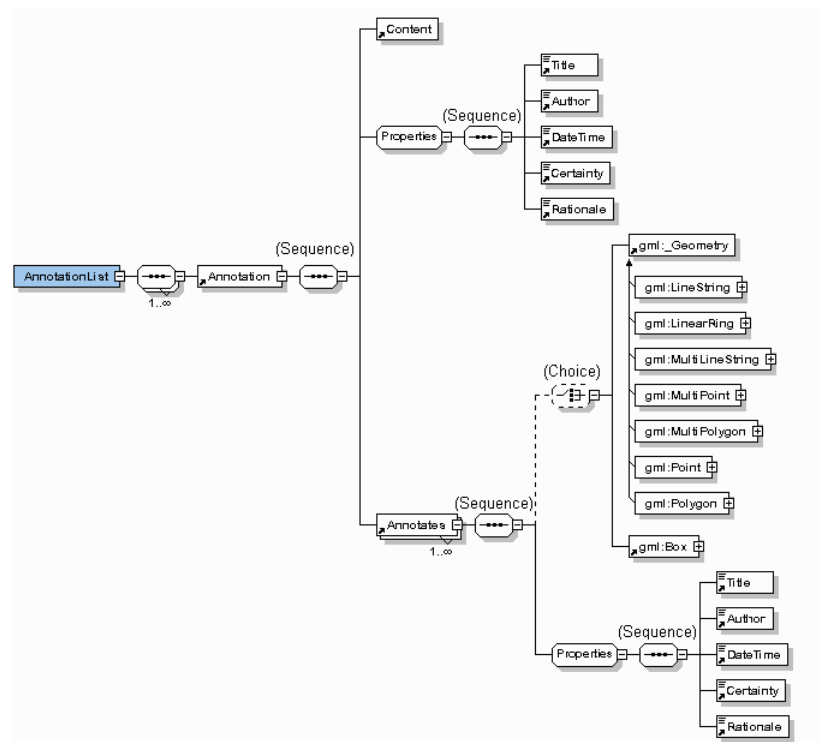 Content
Title
Author
(Sequence)
Properties
DateTime
Certainty
Rationale
(Sequence)
AnnotationList
Annotation
1..∞
gml:_Geometry
gml:LineString
gml:LinearRing
gml:MultiLineString
(Choice)
gml:MultiPoint
gml:MultiPolygon
gml:Point
gml:Polygon
(Sequence)
Annotates
1..∞
gml:Box
Title
Author
(Sequence)
Properties
DateTime
Certainty
Rationale